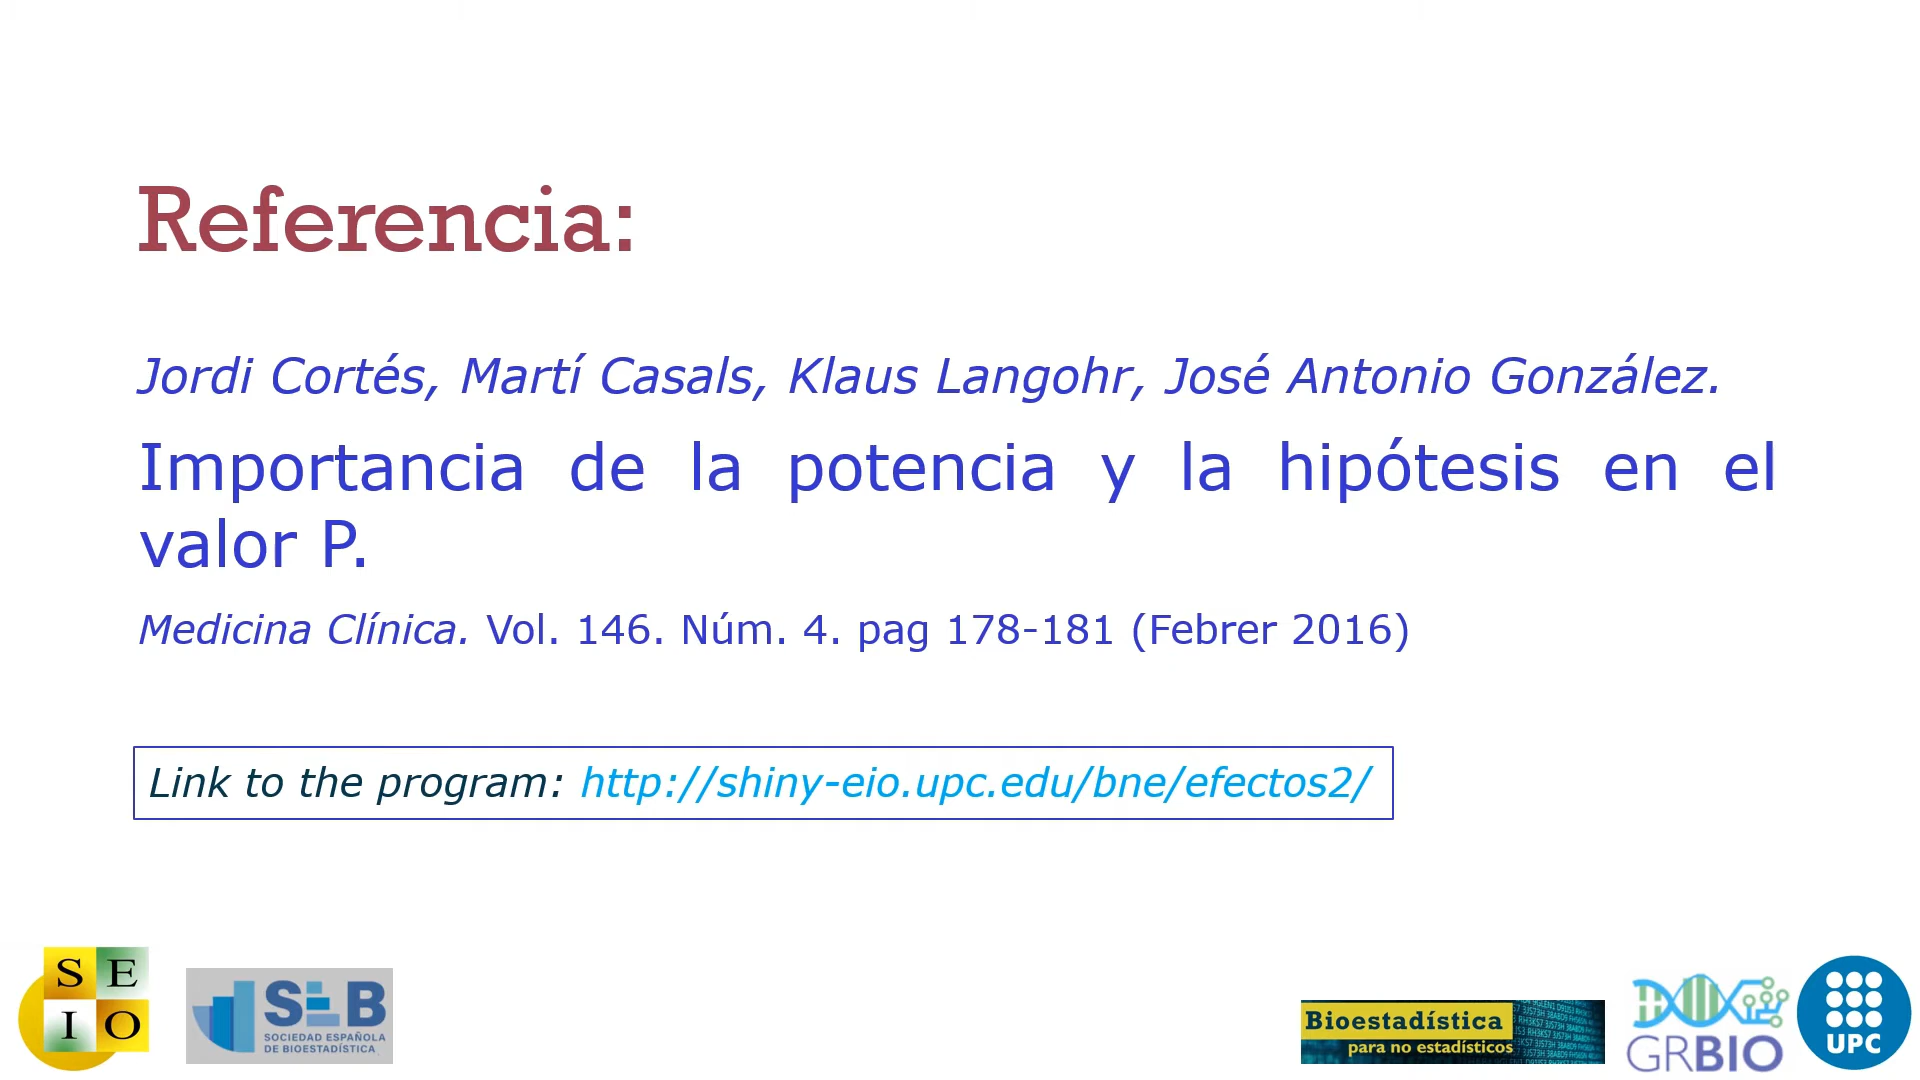 Referencia:
Jordi Cortés, Martí Casals, Klaus Langohr, José Antonio González.
Importancia de la potencia y la hipótesis en el
valor P.
Medicina Clínica. Vol. 146. Núm. 4. pag 178-181 (Febrer 2016)
Link to the program: http://shiny-eio.upc.edu/bne/efectos2/
S E
I O
SEB
SOCIEDAD ESPAÑOLA
DE BIOESTADÍSTICA
Bioestadística
para no estadísticos
GRBIO
UPC